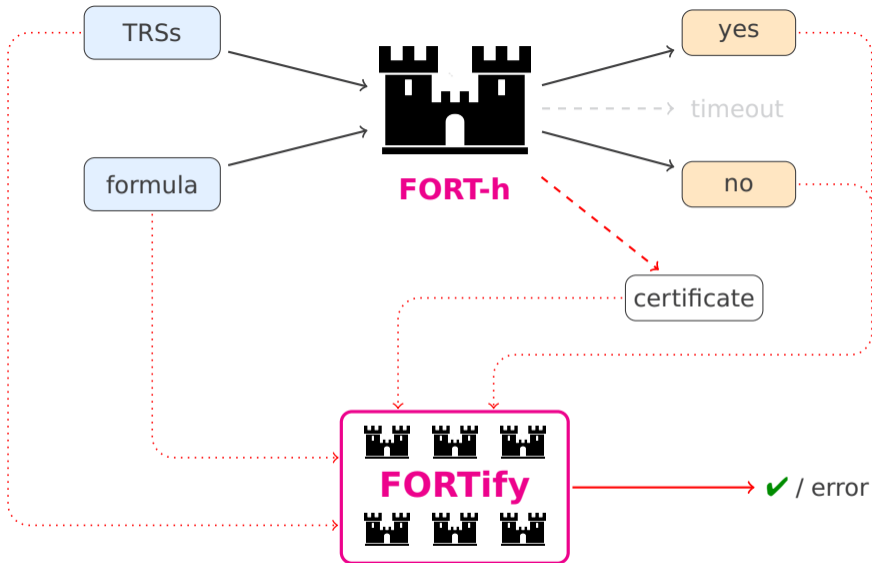 TRSs
yes
timeout
formula
no
FORT-h
certificate
FORTify
✔ / error